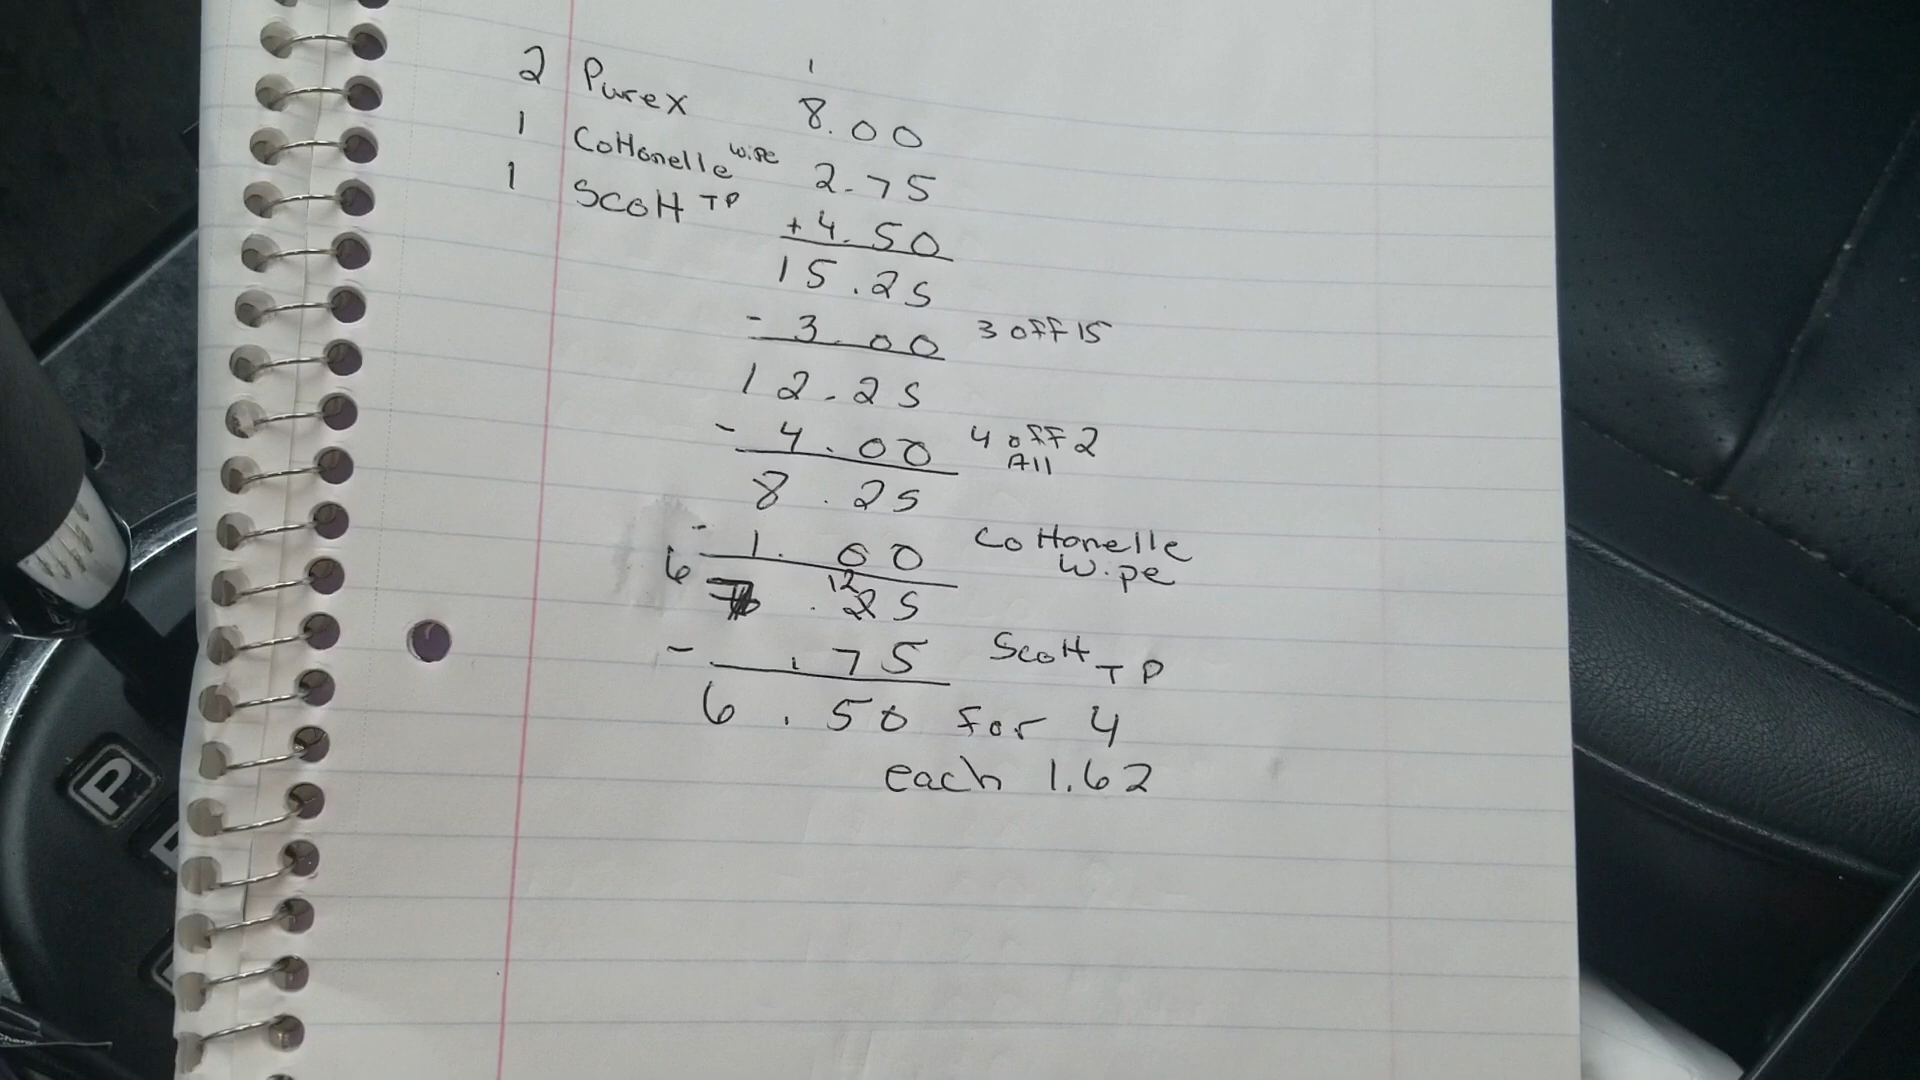 2 Purex 8.00
1 Cottonelle wipe 2.75
1 Scott TP + 4.50
15.25
- 3.00 3 off 15
12.25
- 4.00 4 off 2 All
8.25
- 1.00 Cottonelle wipe
6 12
7.25
- .75 Scott TP
6.50 for 4
each 1.62
P